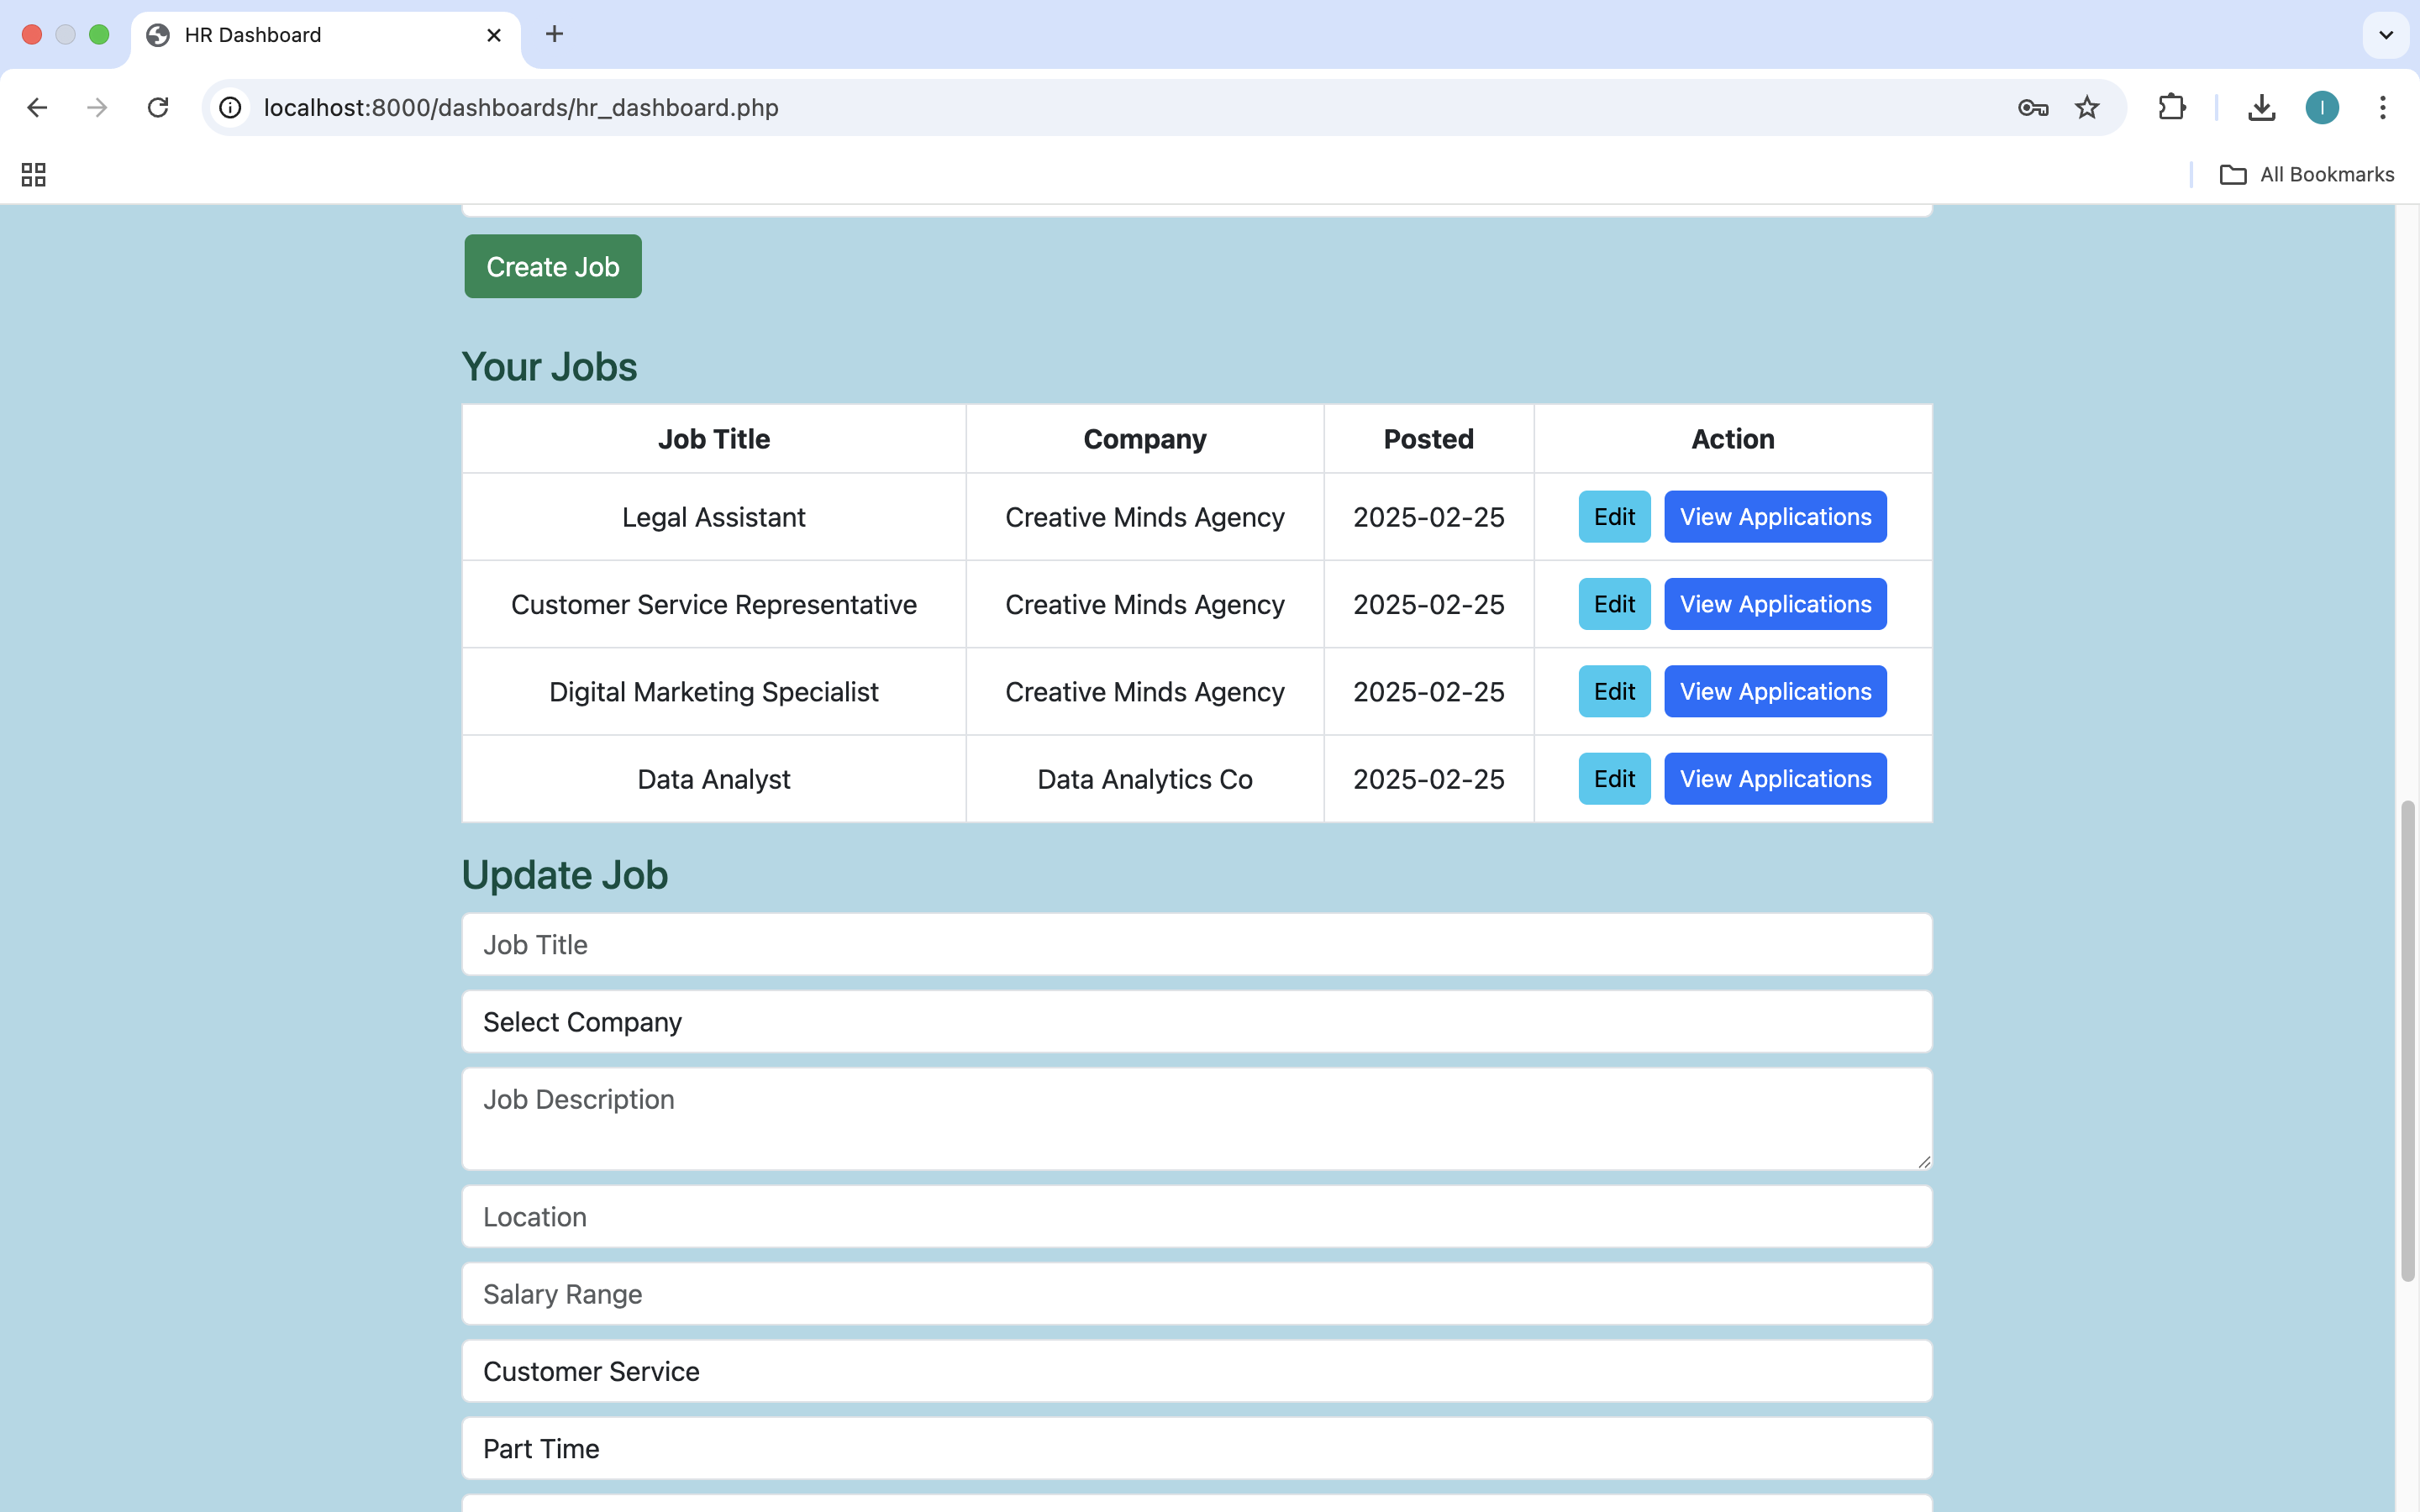 HR Dashboard
localhost:8000/dashboards/hr_dashboard.php
I
All Bookmarks
Create Job
Your Jobs
Job Title Company Posted Action
Legal Assistant Creative Minds Agency 2025-02-25 Edit View Applications
Customer Service Representative Creative Minds Agency 2025-02-25 Edit View Applications
Digital Marketing Specialist Creative Minds Agency 2025-02-25 Edit View Applications
Data Analyst Data Analytics Co 2025-02-25 Edit View Applications
Update Job
Job Title
Select Company
Job Description
Location
Salary Range
Customer Service
Part Time